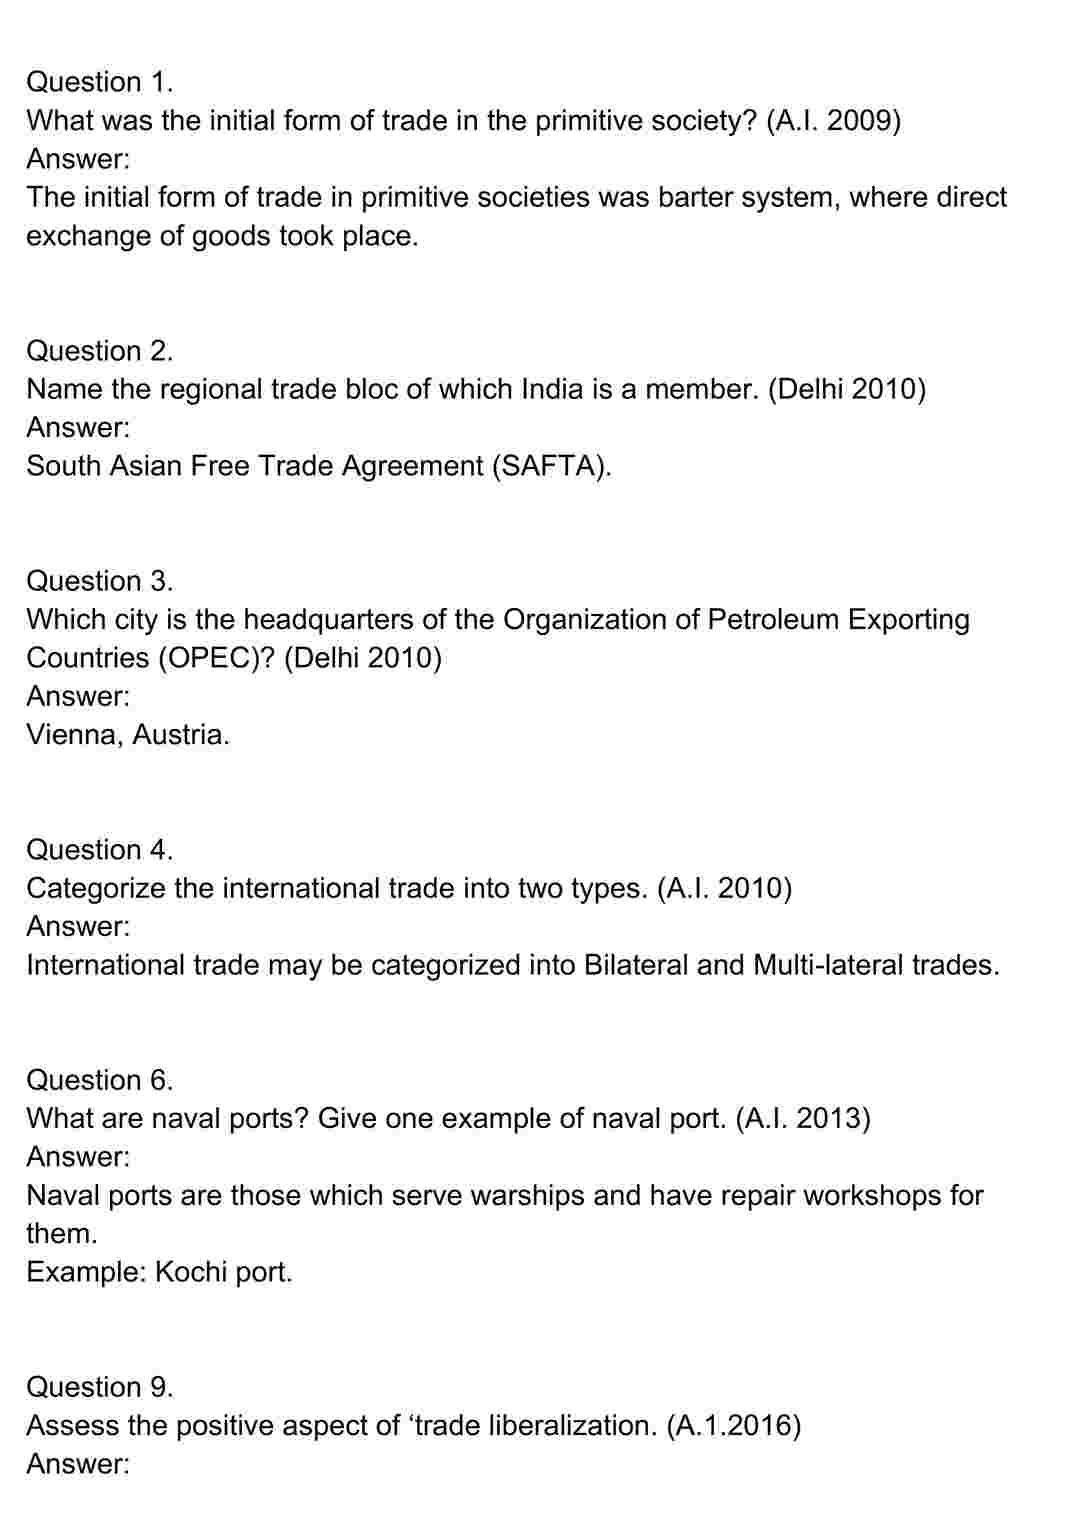 Question 1.
What was the initial form of trade in the primitive society? (A.I. 2009)
Answer:
The initial form of trade in primitive societies was barter system, where direct
exchange of goods took place.
Question 2.
Name the regional trade bloc of which India is a member. (Delhi 2010)
Answer:
South Asian Free Trade Agreement (SAFTA).
Question 3.
Which city is the headquarters of the Organization of Petroleum Exporting
Countries (OPEC)? (Delhi 2010)
Answer:
Vienna, Austria.
Question 4.
Categorize the international trade into two types. (A.I. 2010)
Answer:
International trade may be categorized into Bilateral and Multi-lateral trades.
Question 6.
What are naval ports? Give one example of naval port. (A.I. 2013)
Answer:
Naval ports are those which serve warships and have repair workshops for
them.
Example: Kochi port.
Question 9.
Assess the positive aspect of ‘trade liberalization. (A.1.2016)
Answer: